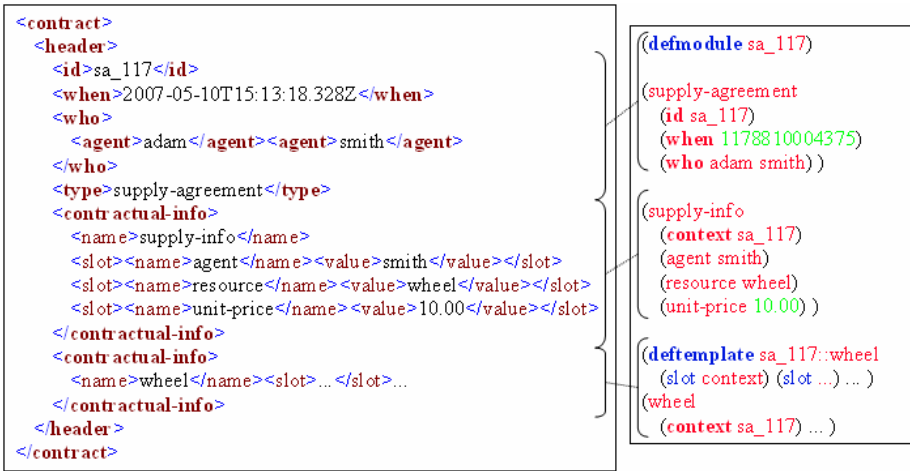 <contract>
<header>
<id>sa_117</id>
<when>2007-05-10T15:13:18.328Z</when>
<who>
<agent>adam</agent><agent>smith</agent>
</who>
<type>supply-agreement</type>
<contractual-info>
<name>supply-info</name>
<slot><name>agent</name><value>smith</value></slot>
<slot><name>resource</name><value>wheel</value></slot>
<slot><name>unit-price</name><value>10.00</value></slot>
</contractual-info>
<contractual-info>
<name>wheel</name><slot>...</slot>...
</contractual-info>
</header>
</contract>
(defmodule sa_117)
(supply-agreement
(id sa_117)
(when 1178810004375)
(who adam smith) )
(supply-info
(context sa_117)
(agent smith)
(resource wheel)
(unit-price 10.00) )
(deftemplate sa_117::wheel
(slot context) (slot ...) ... )
(wheel
(context sa_117) ... )